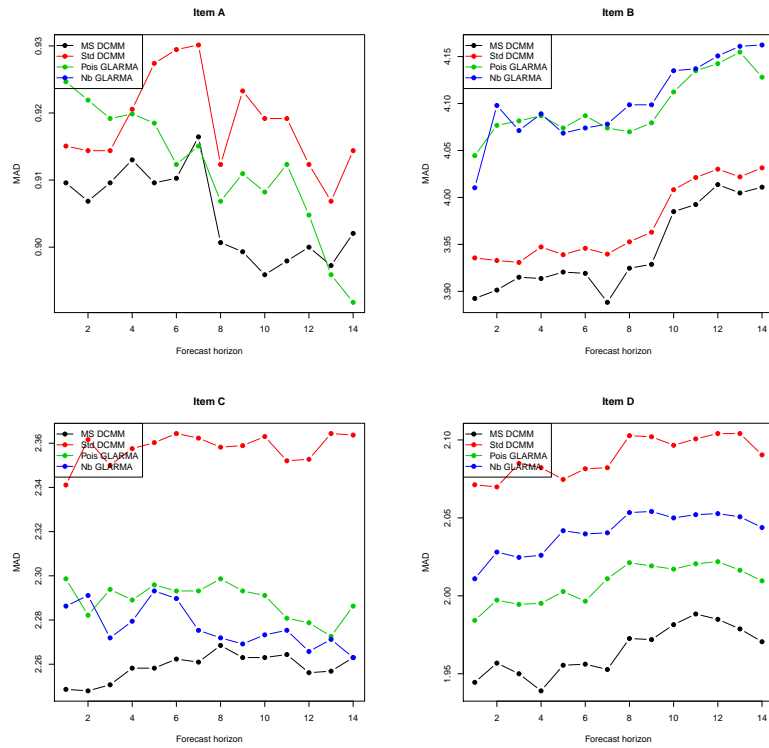 Item A
MS DCMM
Std DCMM
Pois GLARMA
Nb GLARMA
MAD
0.93
0.92
0.91
0.90
2 4 6 8 10 12 14
Forecast horizon
Item B
MS DCMM
Std DCMM
Pois GLARMA
Nb GLARMA
MAD
4.15
4.10
4.05
4.00
3.95
3.90
2 4 6 8 10 12 14
Forecast horizon
Item C
MS DCMM
Std DCMM
Pois GLARMA
Nb GLARMA
MAD
2.36
2.34
2.32
2.30
2.28
2.26
2 4 6 8 10 12 14
Forecast horizon
Item D
MS DCMM
Std DCMM
Pois GLARMA
Nb GLARMA
MAD
2.10
2.05
2.00
1.95
2 4 6 8 10 12 14
Forecast horizon